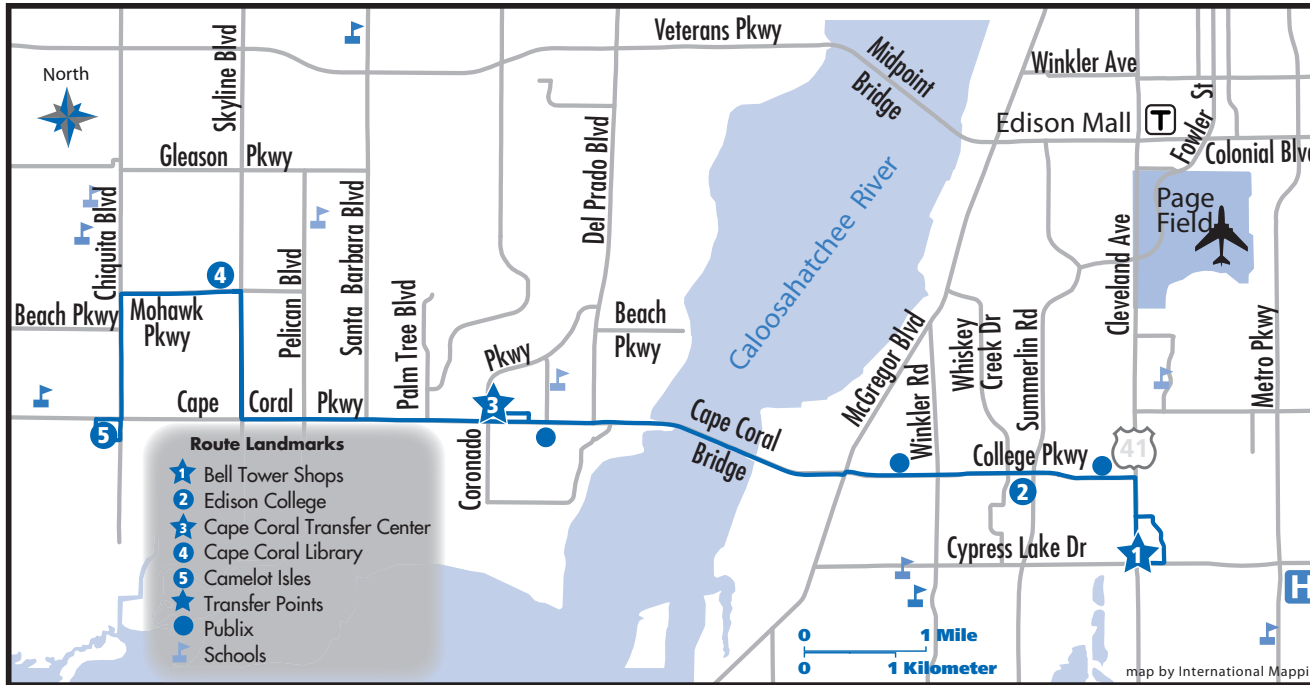 Veterans Pkwy
Midpoint
Bridge
Winkler Ave
North
Skyline Blvd
Edison Mall
T
Fowler St
Colonial Blvd
Gleason Pkwy
Del Prado Blvd
Chiquita Blvd
Santa Barbara Blvd
Pelican Blvd
Caloosahatchee River
Page
Field
Cleveland Ave
4
Beach Pkwy
Mohawk
Pkwy
Palm Tree Blvd
Beach
Pkwy
Pkwy
McGregor Blvd
Winkler Rd
Whiskey
Creek Dr
Summerlin Rd
Metro Pkwy
3
Cape Coral Pkwy
Cape Coral
Bridge
5
Coronado
College Pkwy
41
2
Cypress Lake Dr
1
H
Route Landmarks
1 Bell Tower Shops
2 Edison College
3 Cape Coral Transfer Center
4 Cape Coral Library
5 Camelot Isles
Transfer Points
Publix
Schools
0 1 Mile
0 1 Kilometer
map by International Mappi